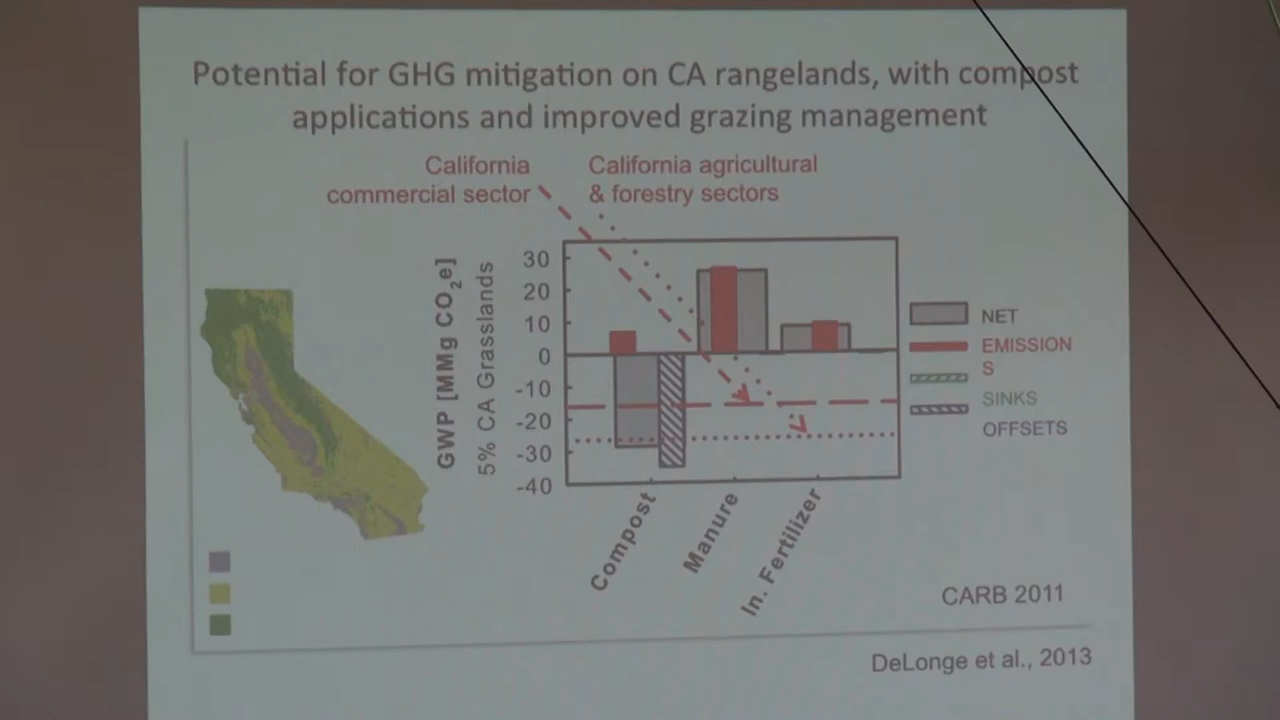 Potential for GHG mitigation on CA rangelands, with compost
applications and improved grazing management
California
commercial sector
California agricultural
& forestry sectors
GWP [MMg CO₂e]
5% CA Grasslands
30
20
10
0
-10
-20
-30
-40
Compost
Manure
In. Fertilizer
NET
EMISSION
S
SINKS
OFFSETS
CARB 2011
DeLonge et al., 2013